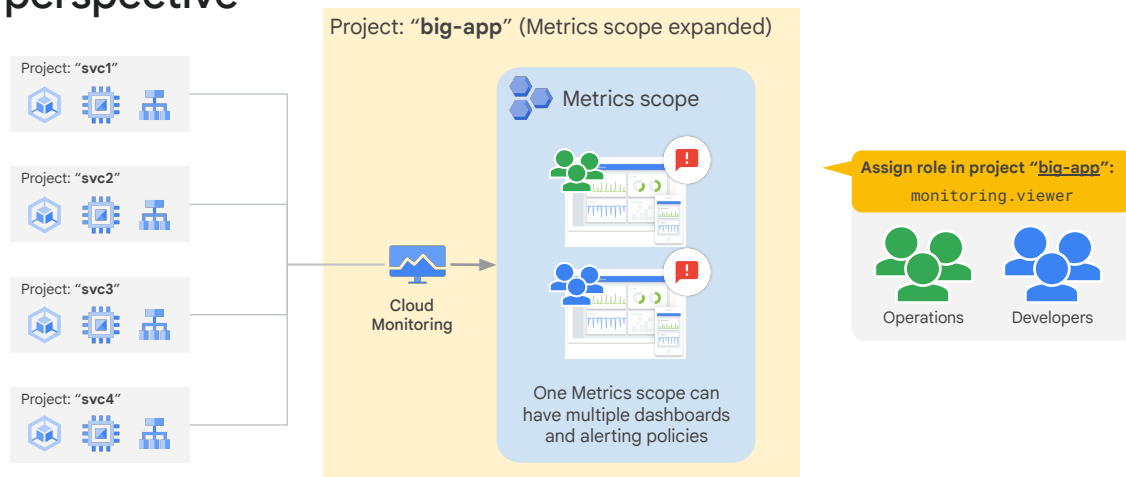 perspective
Project: “big-app” (Metrics scope expanded)
Project: “svc1”
Project: “svc2”
Project: “svc3”
Project: “svc4”
Cloud
Monitoring
Metrics scope
One Metrics scope can
have multiple dashboards
and alerting policies
Assign role in project “big-app”:
monitoring.viewer
Operations
Developers